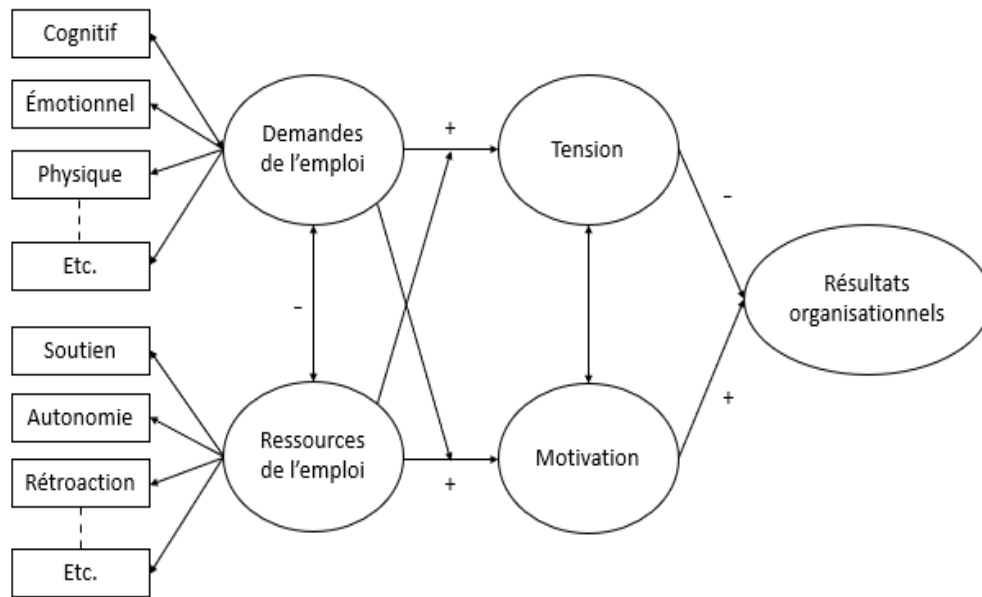 Cognitif
Émotionnel
Physique
Etc.
Soutien
Autonomie
Rétroaction
Etc.
Demandes
de l'emploi
-
Ressources
de l'emploi
+
+
Tension
Motivation
-
+
Résultats
organisationnels